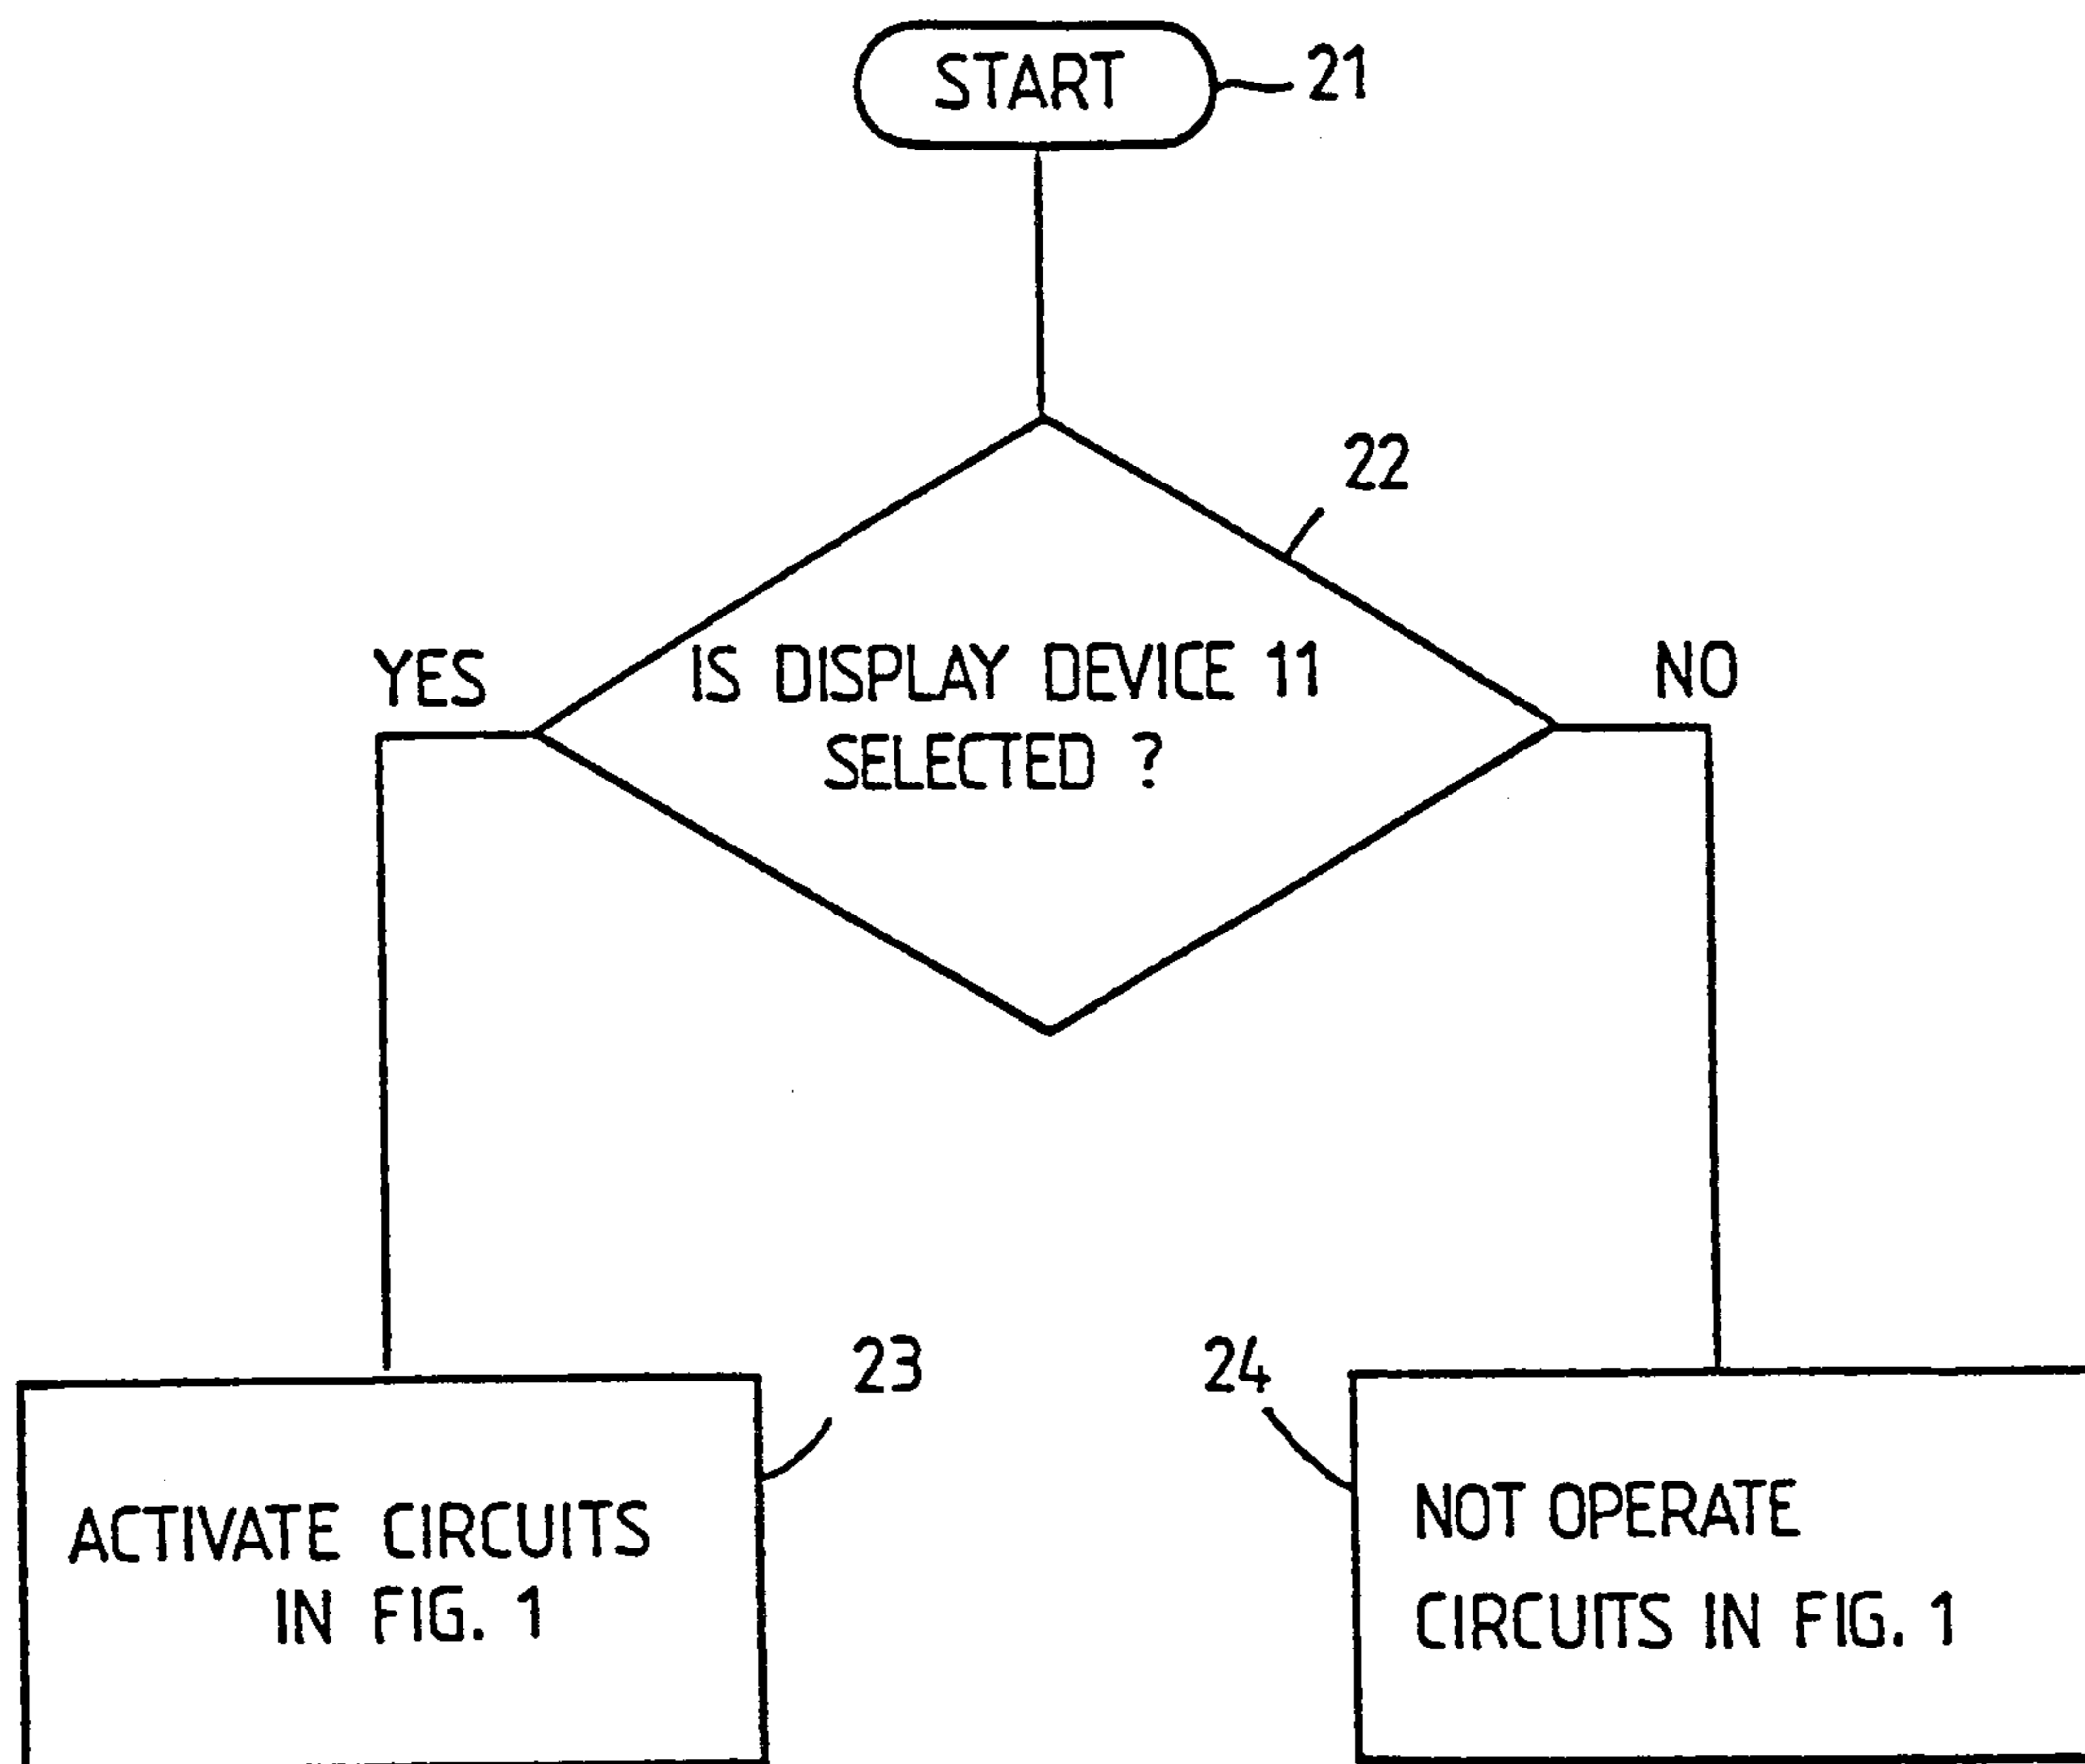 START
21
22
YES
IS DISPLAY DEVICE 11
SELECTED ?
NO
23
24
ACTIVATE CIRCUITS
IN FIG. 1
NOT OPERATE
CIRCUITS IN FIG. 1